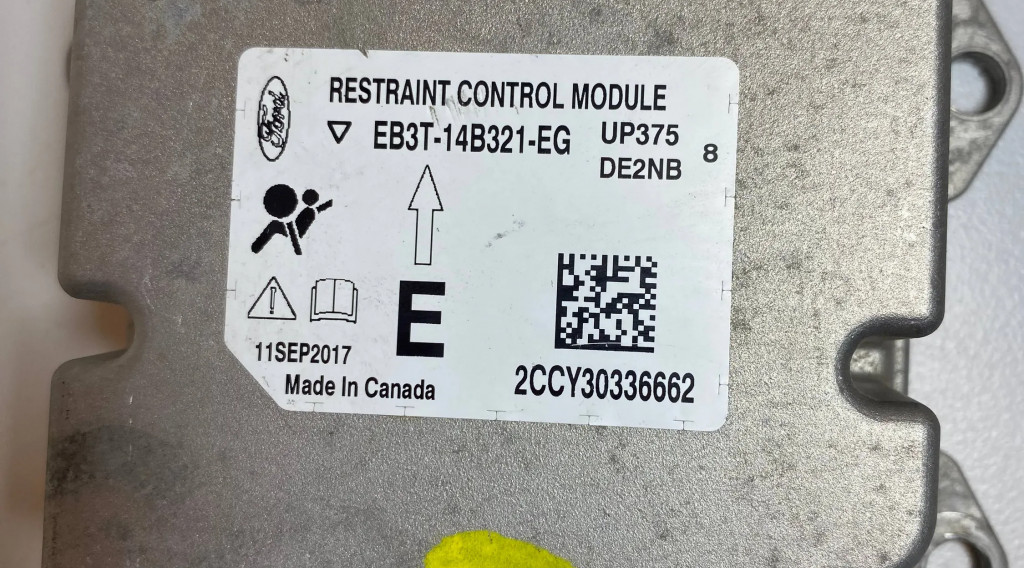 Ford
RESTRAINT CONTROL MODULE
EB3T-14B321-EG
UP375
DE2NB
8
E
11SEP2017
Made In Canada
2CCY30336662